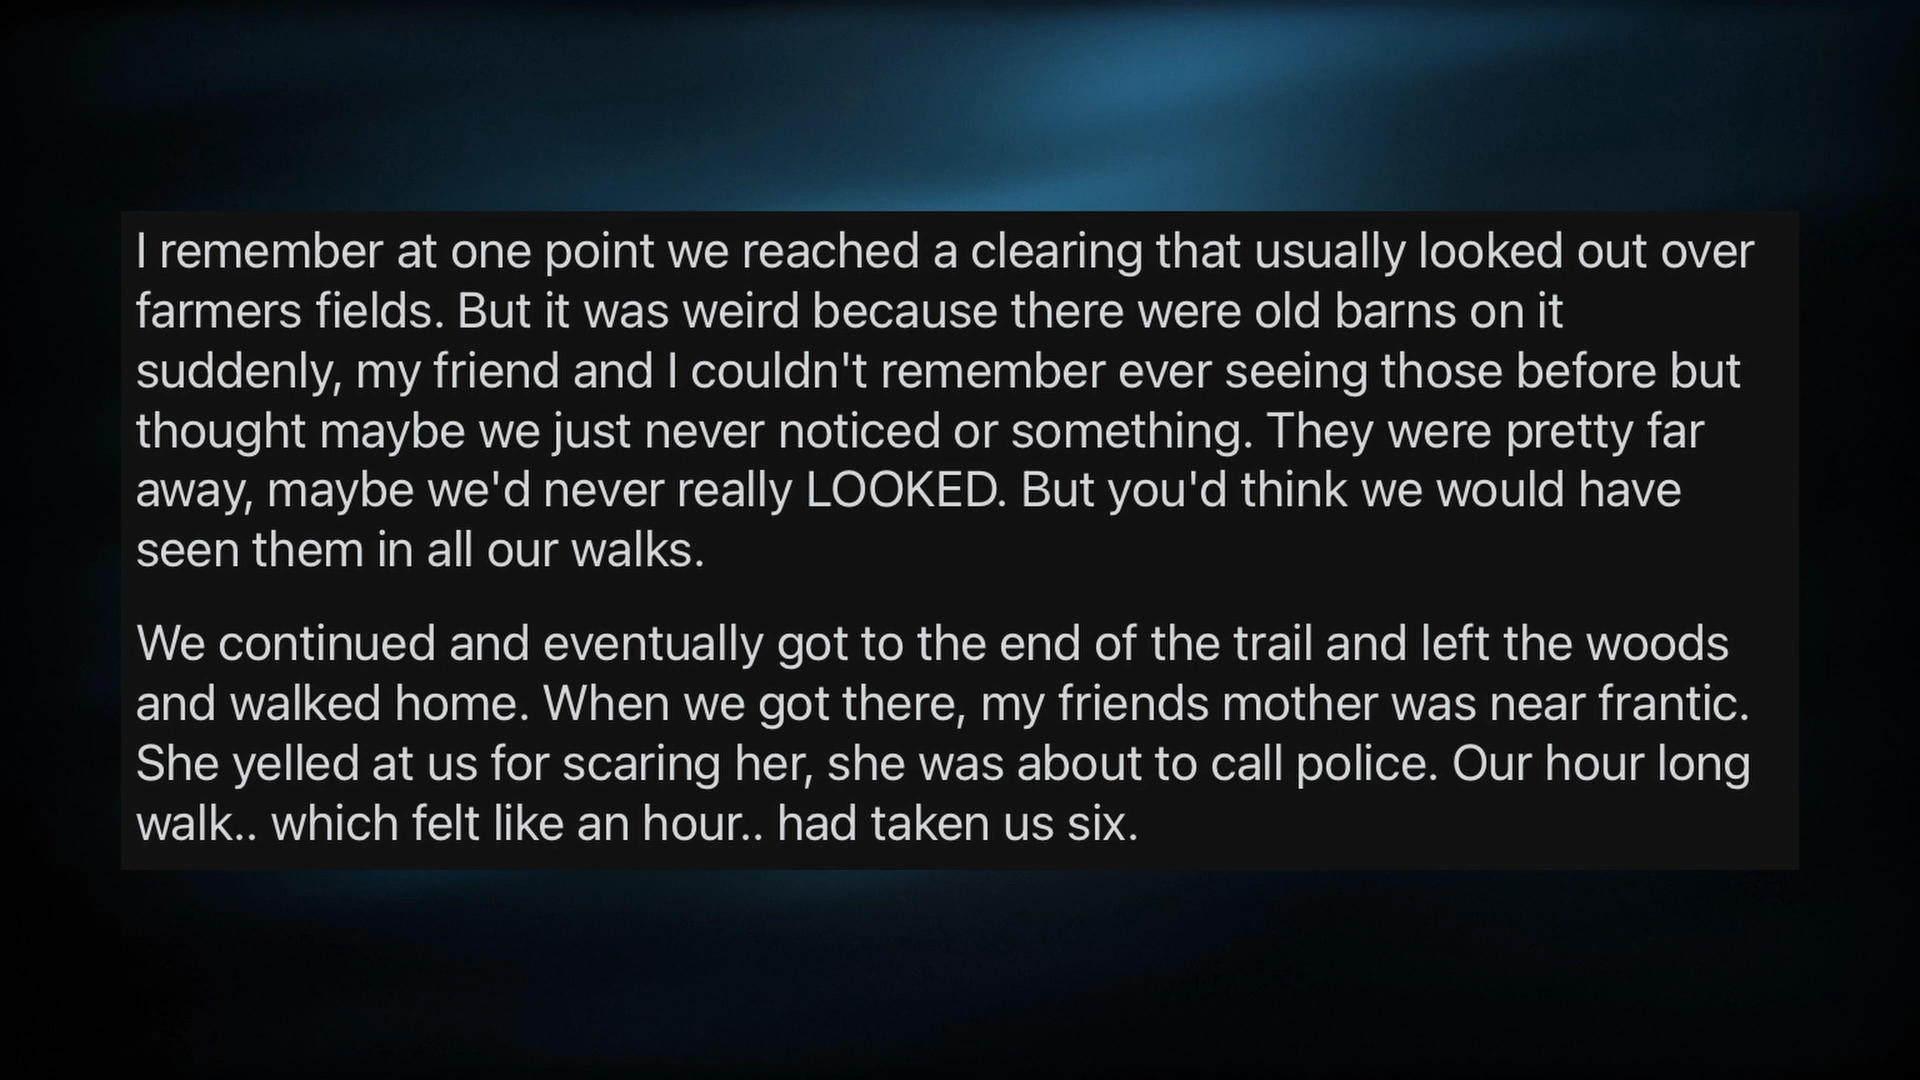 I remember at one point we reached a clearing that usually looked out over
farmers fields. But it was weird because there were old barns on it
suddenly, my friend and I couldn't remember ever seeing those before but
thought maybe we just never noticed or something. They were pretty far
away, maybe we'd never really LOOKED. But you'd think we would have
seen them in all our walks.
We continued and eventually got to the end of the trail and left the woods
and walked home. When we got there, my friends mother was near frantic.
She yelled at us for scaring her, she was about to call police. Our hour long
walk.. which felt like an hour.. had taken us six.